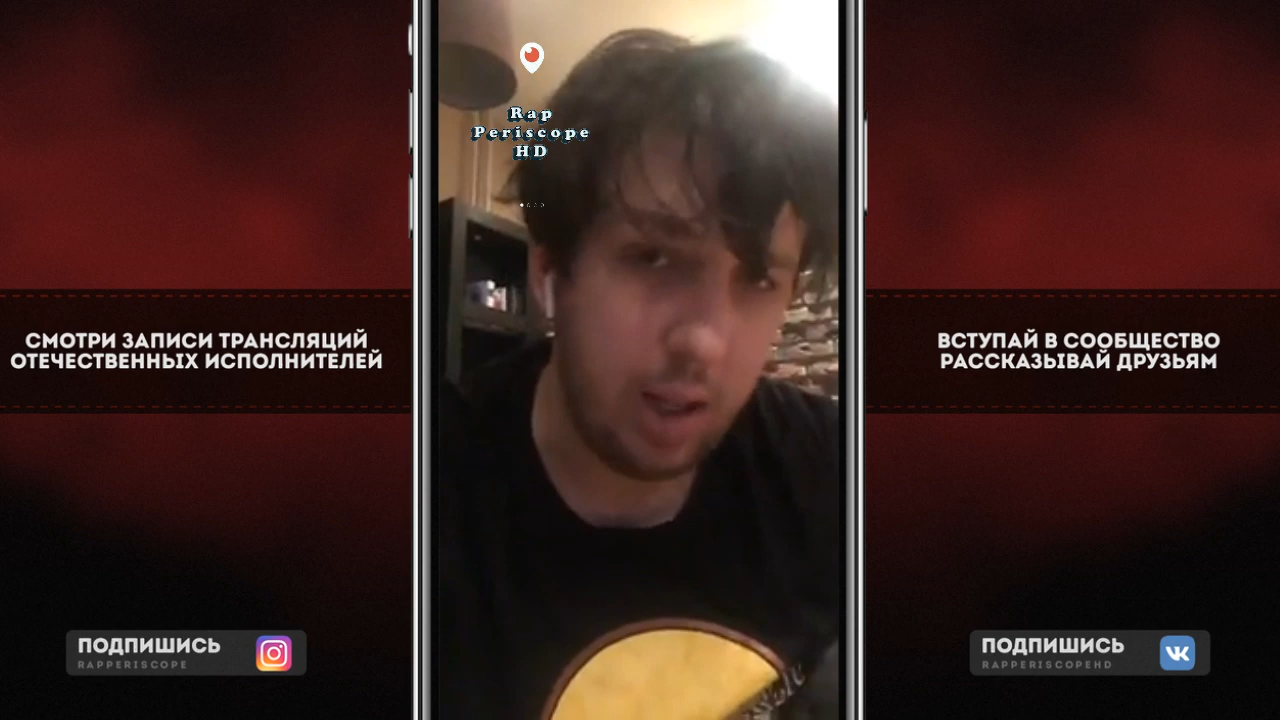 Rap
Periscope
HD
СМОТРИ ЗАПИСИ ТРАНСЛЯЦИЙ
ОТЕЧЕСТВЕННЫХ ИСПОЛНИТЕЛЕЙ
ВСТУПАЙ В СООБЩЕСТВО
РАССКАЗЫВАЙ ДРУЗЬЯМ
ПОДПИШИСЬ
RAPPERISCOPE
ПОДПИШИСЬ
RAPPERISCOPEHD